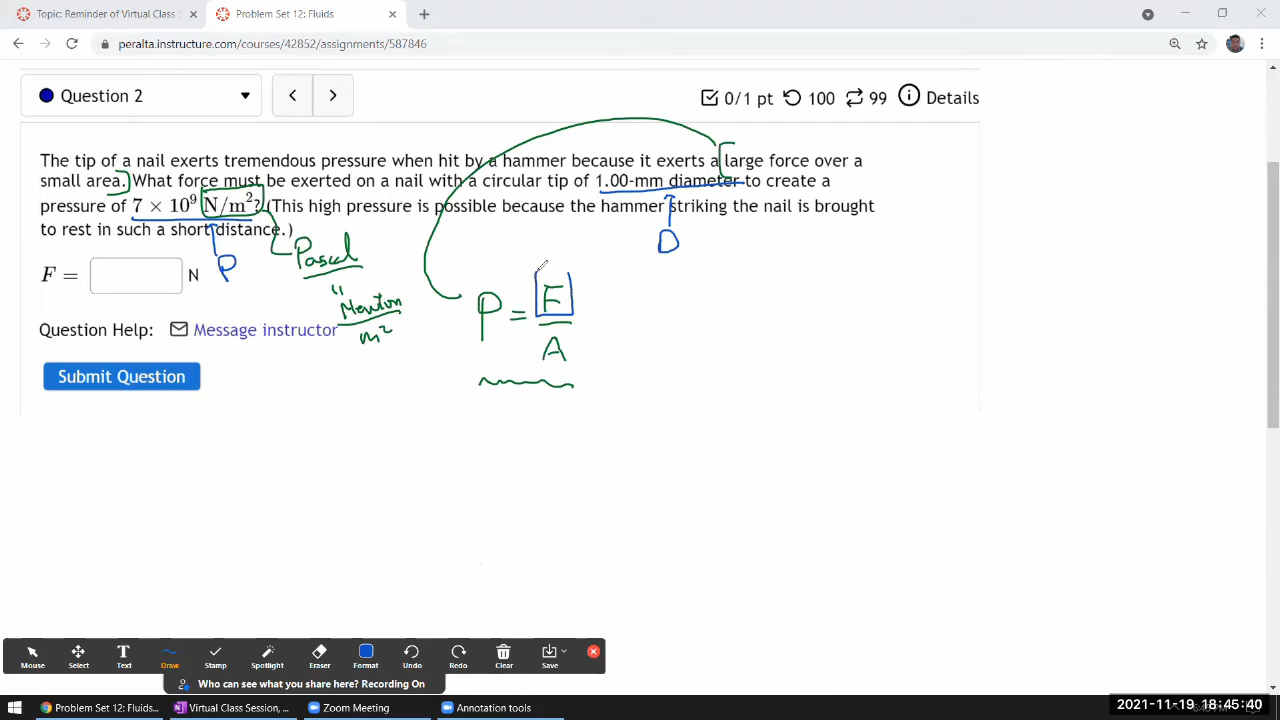 Topic: Reminder of Virtual Class
Problem Set 12: Fluids
peralta.instructure.com/courses/42852/assignments/587846
Question 2
0/1 pt 100 99 Details
The tip of a nail exerts tremendous pressure when hit by a hammer because it exerts a large force over a
small area. What force must be exerted on a nail with a circular tip of 1.00-mm diameter to create a
pressure of 7 × 10⁹ N/m²? (This high pressure is possible because the hammer striking the nail is brought
to rest in such a short distance.)
D
P
Pascal
F = N
"Newton
m²
P = F
A
Question Help: Message instructor
Submit Question
Mouse Select Text Draw Stamp Spotlight Eraser Format Undo Redo Clear Save
Who can see what you share here? Recording On
Problem Set 12: Fluids... Virtual Class Session, ... Zoom Meeting Annotation tools
2021-11-19 18:45:40